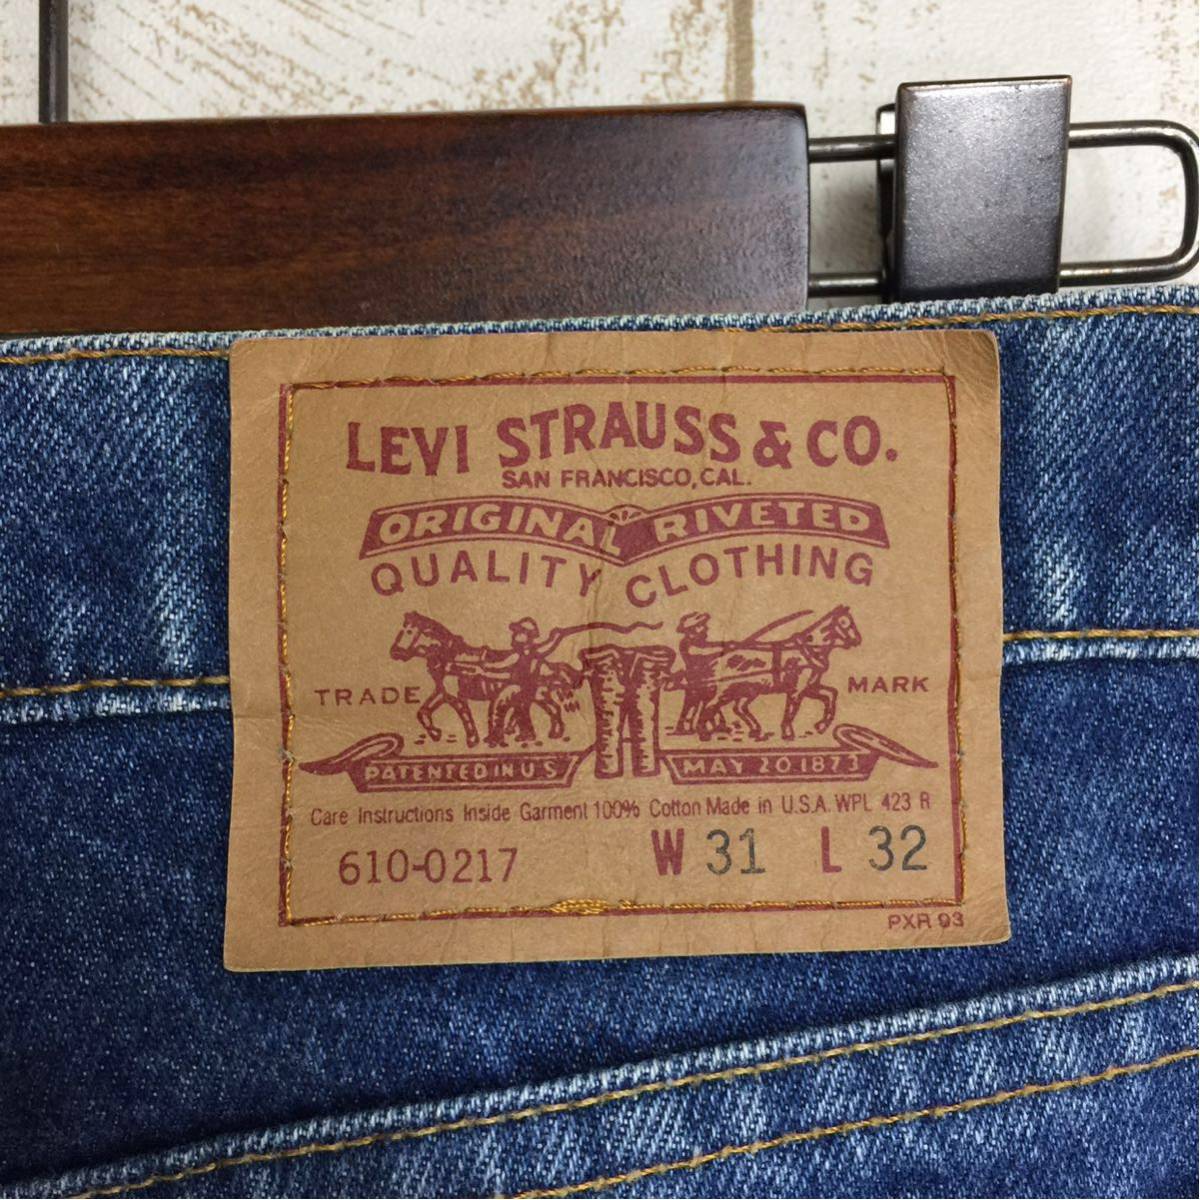 LEVI STRAUSS & CO.
SAN FRANCISCO, CAL.
ORIGINAL RIVETED
QUALITY CLOTHING
TRADE MARK
PATENTED IN U S MAY 20 1873
Care Instructions Inside Garment 100% Cotton Made in U.S.A. WPL 423 R
610-0217 W 31 L 32
PXR 93